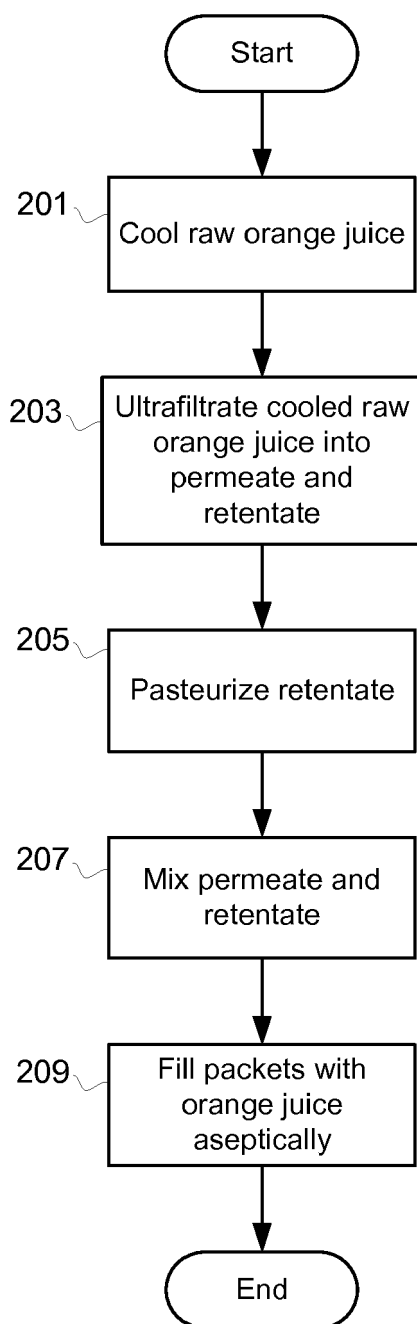 Start
201
Cool raw orange juice
203
Ultrafiltrate cooled raw
orange juice into
permeate and
retentate
205
Pasteurize retentate
207
Mix permeate and
retentate
209
Fill packets with
orange juice
aseptically
End